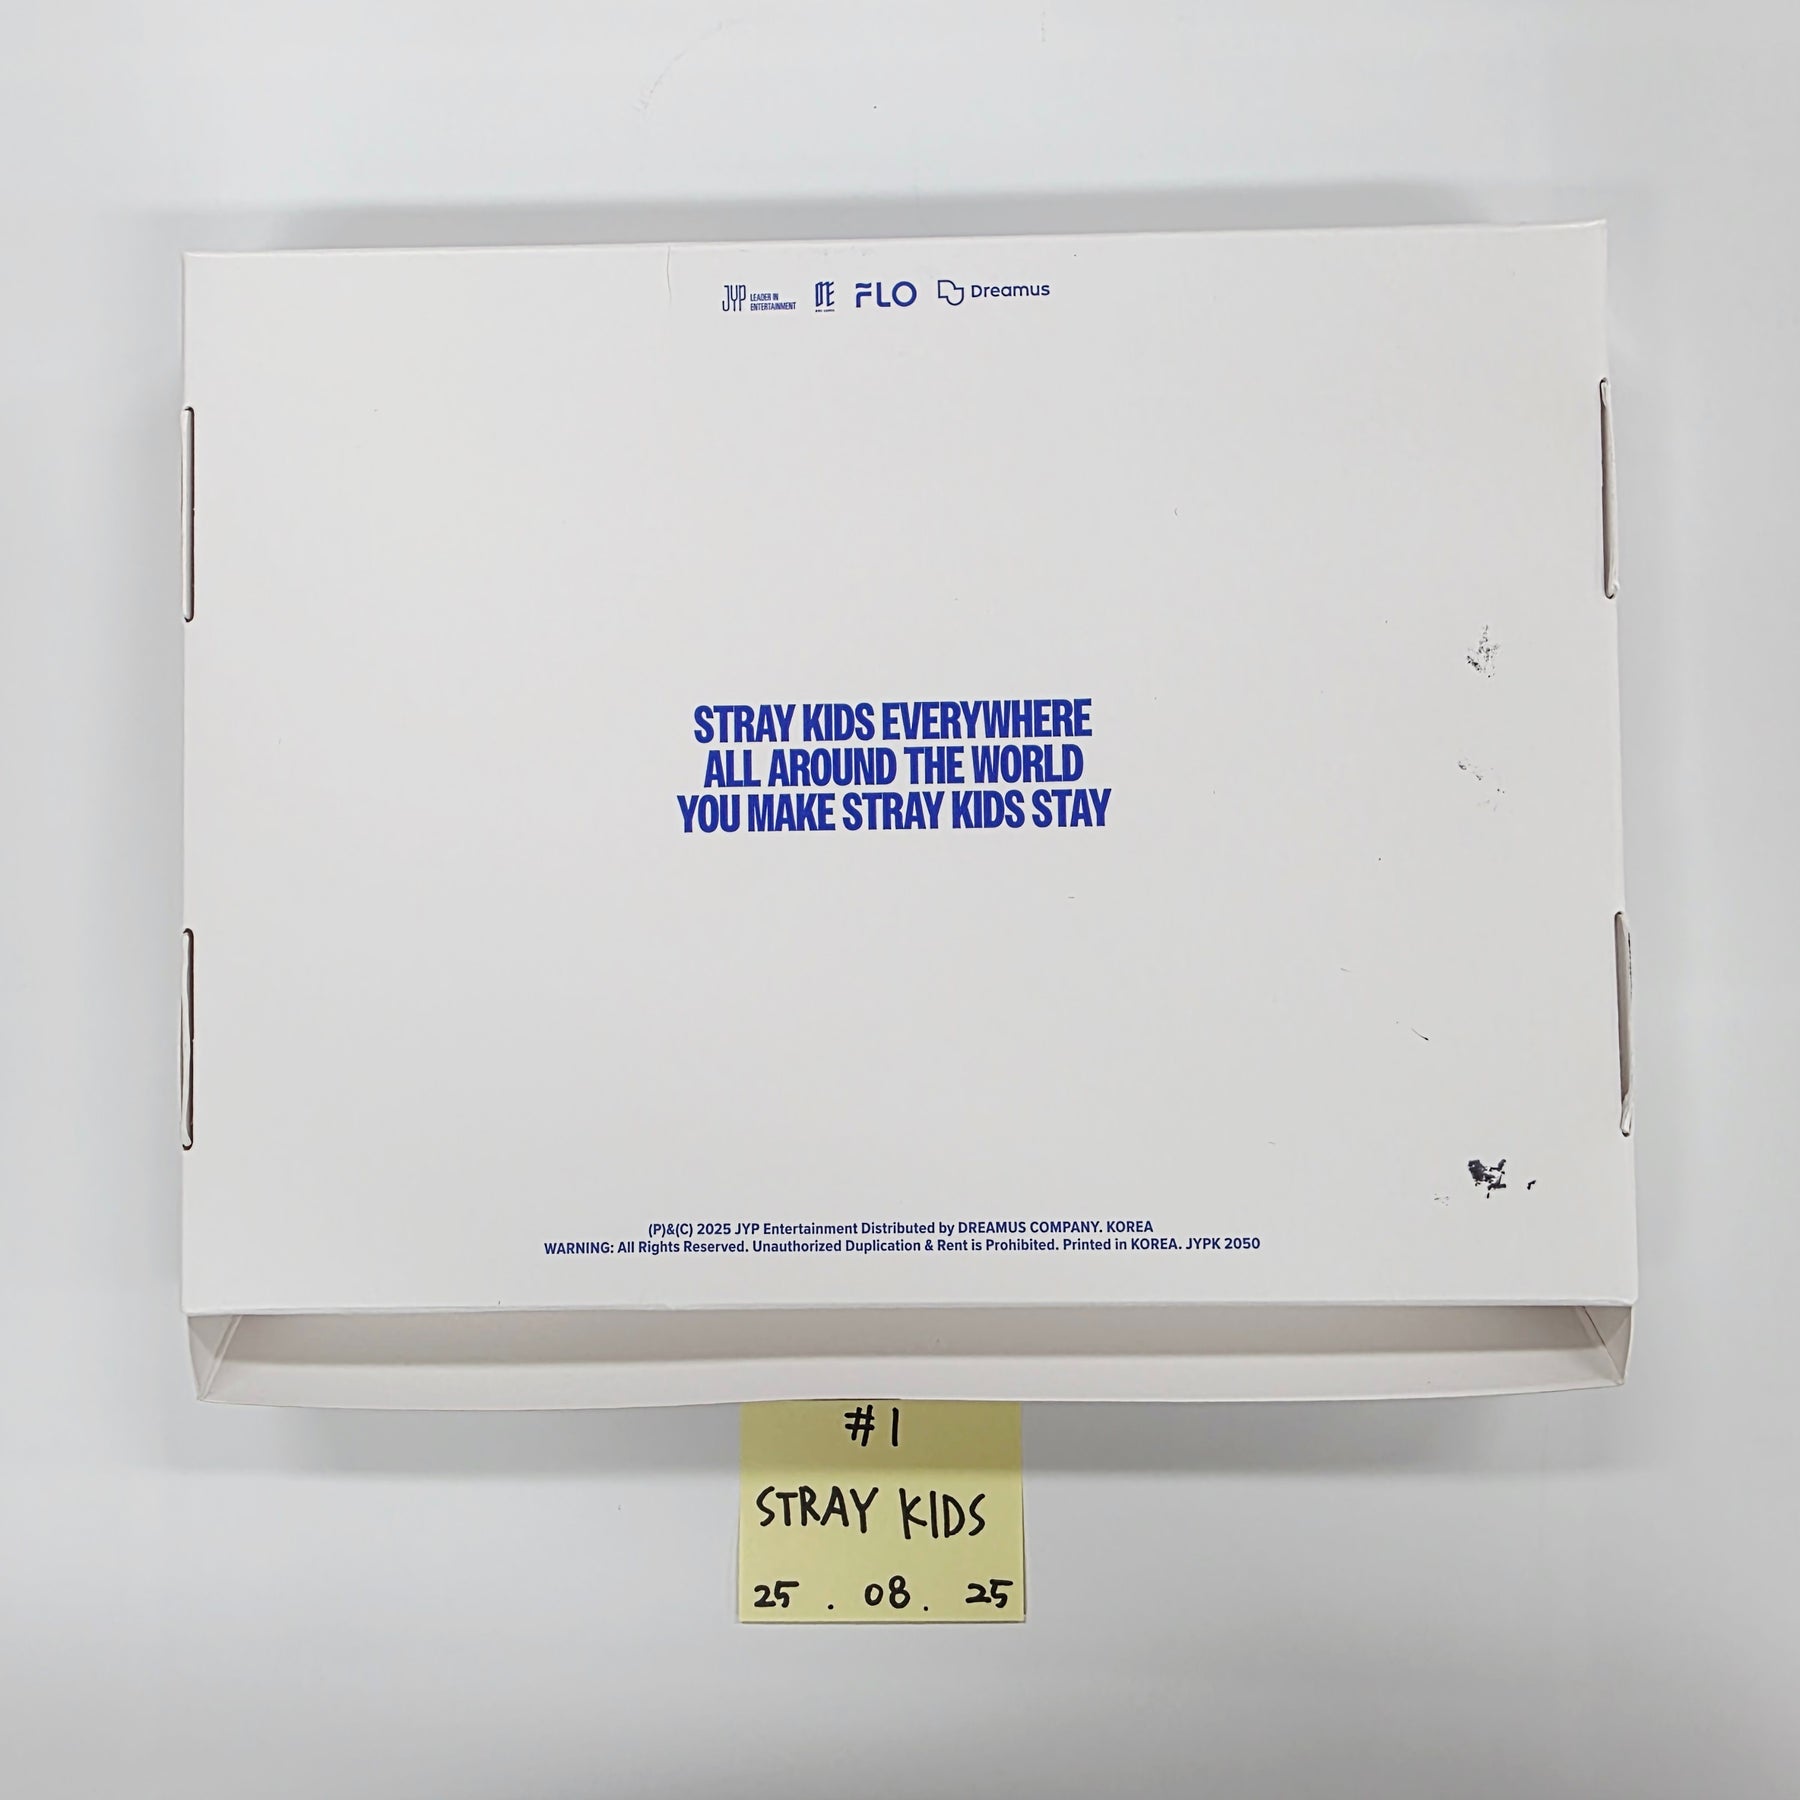 JYP LEADER IN
ENTERTAINMENT
FLO
Dreamus
STRAY KIDS EVERYWHERE
ALL AROUND THE WORLD
YOU MAKE STRAY KIDS STAY
(P)&(C) 2025 JYP Entertainment Distributed by DREAMUS COMPANY. KOREA
WARNING: All Rights Reserved. Unauthorized Duplication & Rent is Prohibited. Printed in KOREA. JYPK 2050
#1
STRAY KIDS
25 . 08 . 25